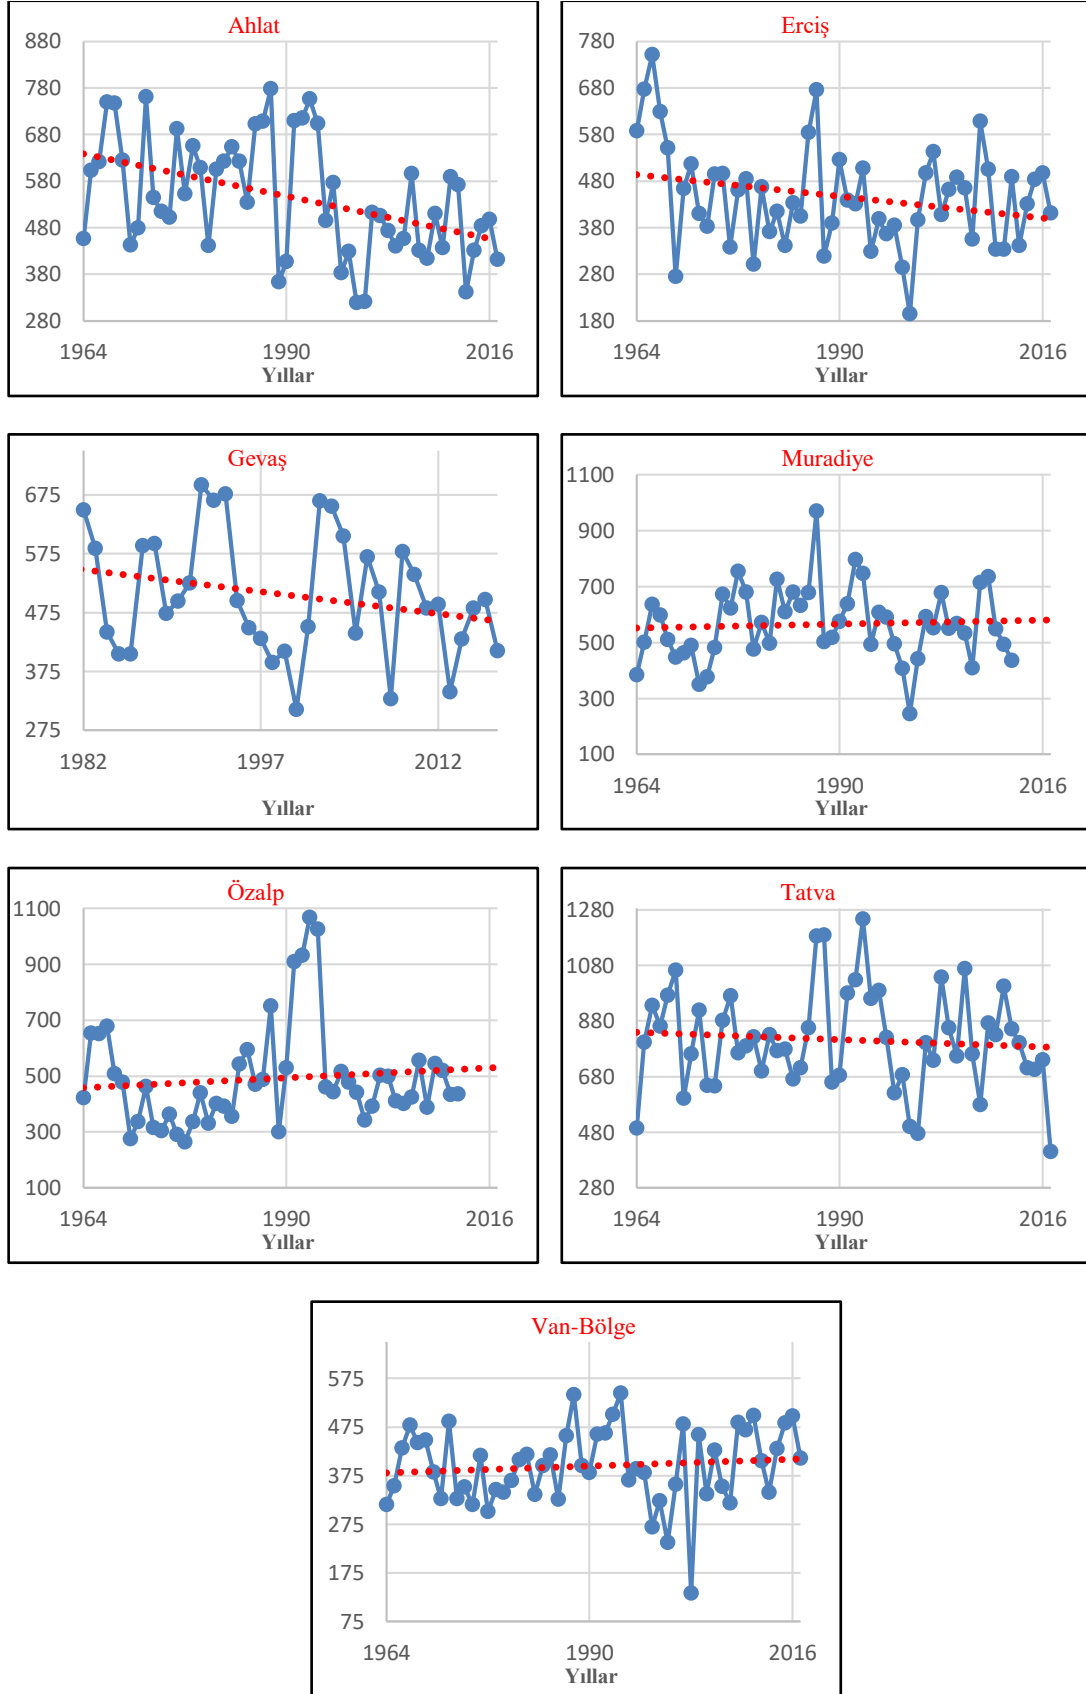 Ahlat
880
780
680
580
480
380
280
1964 1990 2016
Yıllar
Erciş
780
680
580
480
380
280
180
1964 1990 2016
Yıllar
Gevaş
675
575
475
375
275
1982 1997 2012
Yıllar
Muradiye
1100
900
700
500
300
100
1964 1990 2016
Yıllar
Özalp
1100
900
700
500
300
100
1964 1990 2016
Yıllar
Tatva
1280
1080
880
680
480
280
1964 1990 2016
Yıllar
Van-Bölge
575
475
375
275
175
75
1964 1990 2016
Yıllar